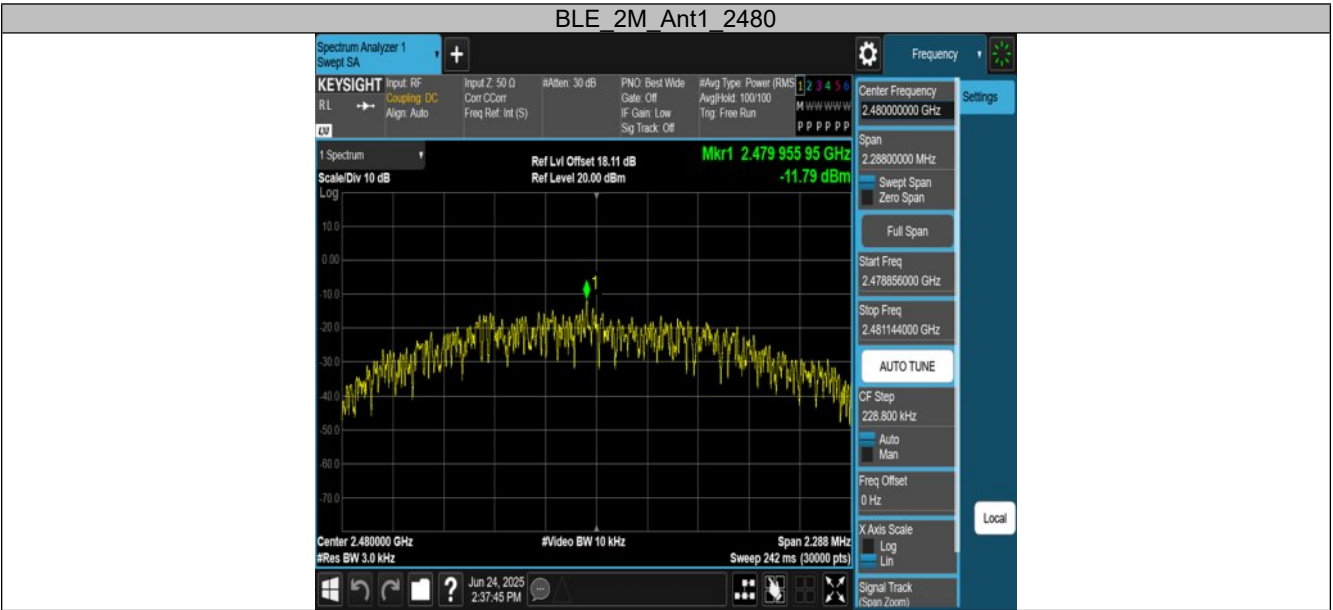 BLE_2M_Ant1_2480
Spectrum Analyzer 1
Swept SA
+
Frequency
KEYSIGHT
RL
LXI
Input: RF
Coupling: DC
Align: Auto
Input Z: 50 Ω
Corr CCorr
Freq Ref: Int (S)
#Atten: 30 dB
PNO: Best Wide
Gate: Off
IF Gain: Low
Sig Track: Off
#Avg Type: Power (RMS
Avg|Hold: 100/100
Trig: Free Run
1 2 3 4 5 6
M W W W W W
P P P P P P
1 Spectrum
Scale/Div 10 dB
Log
Ref Lvl Offset 18.11 dB
Ref Level 20.00 dBm
Mkr1 2.479 955 95 GHz
-11.79 dBm
10.0
0.00
-10.0
-20.0
-30.0
-40.0
-50.0
-60.0
-70.0
1
Center 2.480000 GHz
#Res BW 3.0 kHz
#Video BW 10 kHz
Span 2.288 MHz
Sweep 242 ms (30000 pts)
Center Frequency
2.480000000 GHz
Settings
Span
2.28800000 MHz
Swept Span
Zero Span
Full Span
Start Freq
2.478856000 GHz
Stop Freq
2.481144000 GHz
AUTO TUNE
CF Step
228.800 kHz
Auto
Man
Freq Offset
0 Hz
X Axis Scale
Log
Lin
Local
Signal Track
(Span Zoom)
?
Jun 24, 2025
2:37:45 PM